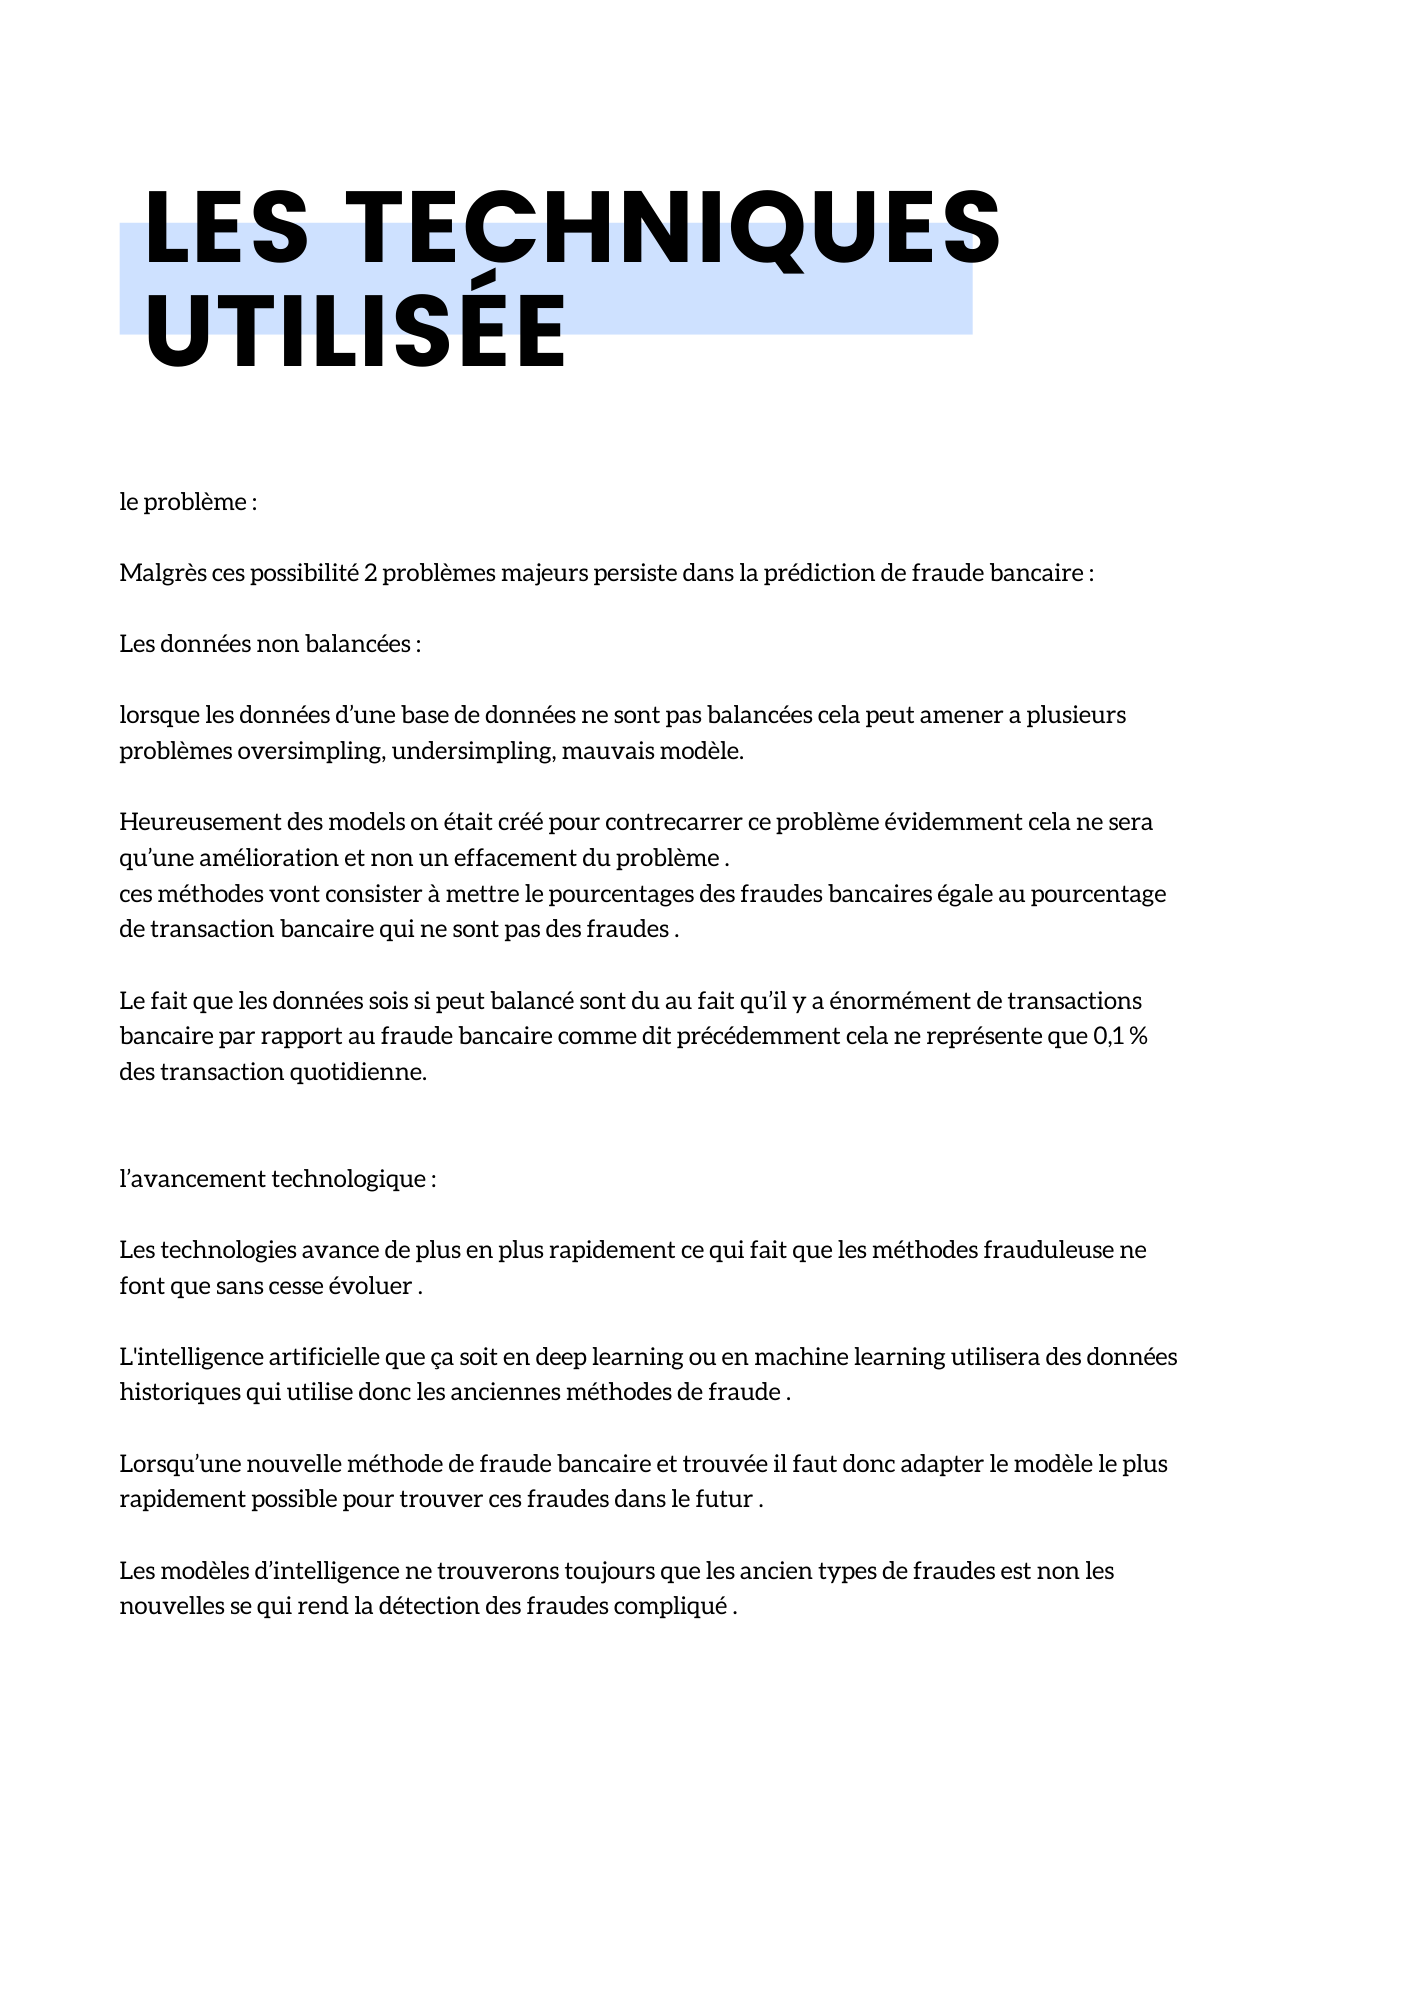 LES TECHNIQUES
UTILISÉE
le problème :
Malgrès ces possibilité 2 problèmes majeurs persiste dans la prédiction de fraude bancaire :
Les données non balancées :
lorsque les données d’une base de données ne sont pas balancées cela peut amener a plusieurs
problèmes oversimpling, undersimpling, mauvais modèle.
Heureusement des models on était créé pour contrecarrer ce problème évidemment cela ne sera
qu’une amélioration et non un effacement du problème .
ces méthodes vont consister à mettre le pourcentages des fraudes bancaires égale au pourcentage
de transaction bancaire qui ne sont pas des fraudes .
Le fait que les données sois si peut balancé sont du au fait qu’il y a énormément de transactions
bancaire par rapport au fraude bancaire comme dit précédemment cela ne représente que 0,1 %
des transaction quotidienne.
l’avancement technologique :
Les technologies avance de plus en plus rapidement ce qui fait que les méthodes frauduleuse ne
font que sans cesse évoluer .
L'intelligence artificielle que ça soit en deep learning ou en machine learning utilisera des données
historiques qui utilise donc les anciennes méthodes de fraude .
Lorsqu’une nouvelle méthode de fraude bancaire et trouvée il faut donc adapter le modèle le plus
rapidement possible pour trouver ces fraudes dans le futur .
Les modèles d’intelligence ne trouverons toujours que les ancien types de fraudes est non les
nouvelles se qui rend la détection des fraudes compliqué .